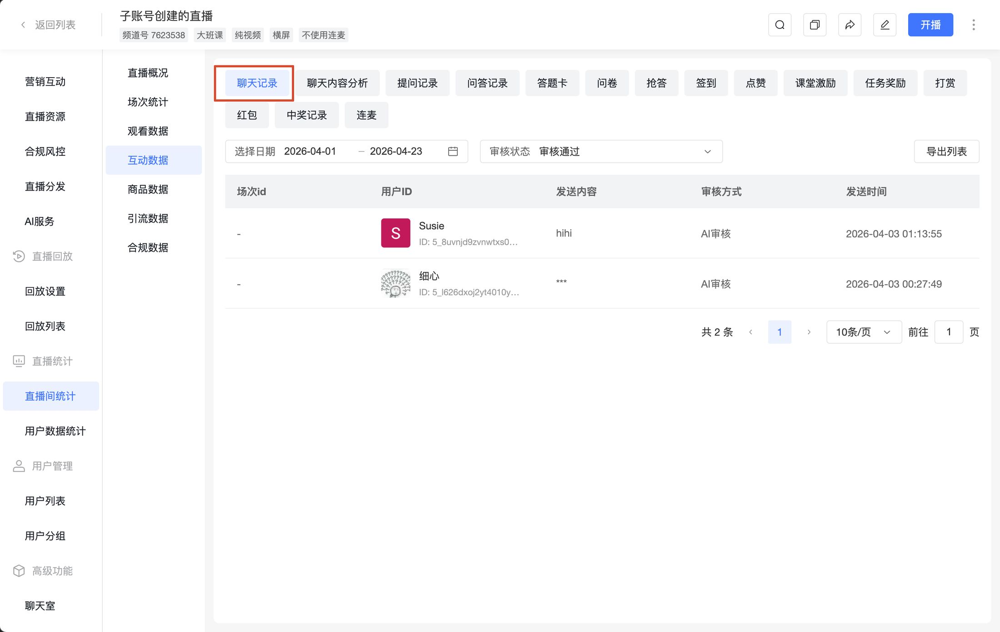 返回列表
子账号创建的直播
频道号 7623538 大班课 纯视频 横屏 不使用连麦
开播
营销互动
直播资源
合规风控
直播分发
AI服务
直播回放
回放设置
回放列表
直播统计
直播间统计
用户数据统计
用户管理
用户列表
用户分组
高级功能
聊天室
直播概况
场次统计
观看数据
互动数据
商品数据
引流数据
合规数据
聊天记录 聊天内容分析 提问记录 问答记录 答题卡 问卷 抢答 签到 点赞 课堂激励 任务奖励 打赏
红包 中奖记录 连麦
选择日期 2026-04-01 – 2026-04-23 审核状态 审核通过 导出列表
场次id 用户ID 发送内容 审核方式 发送时间
- S Susie hihi AI审核 2026-04-03 01:13:55
ID: 5_8uvnjd9zvnwtxs0...
- 细心 *** AI审核 2026-04-03 00:27:49
ID: 5_l626dxoj2yt4010y...
共 2 条 1 10条/页 前往 1 页